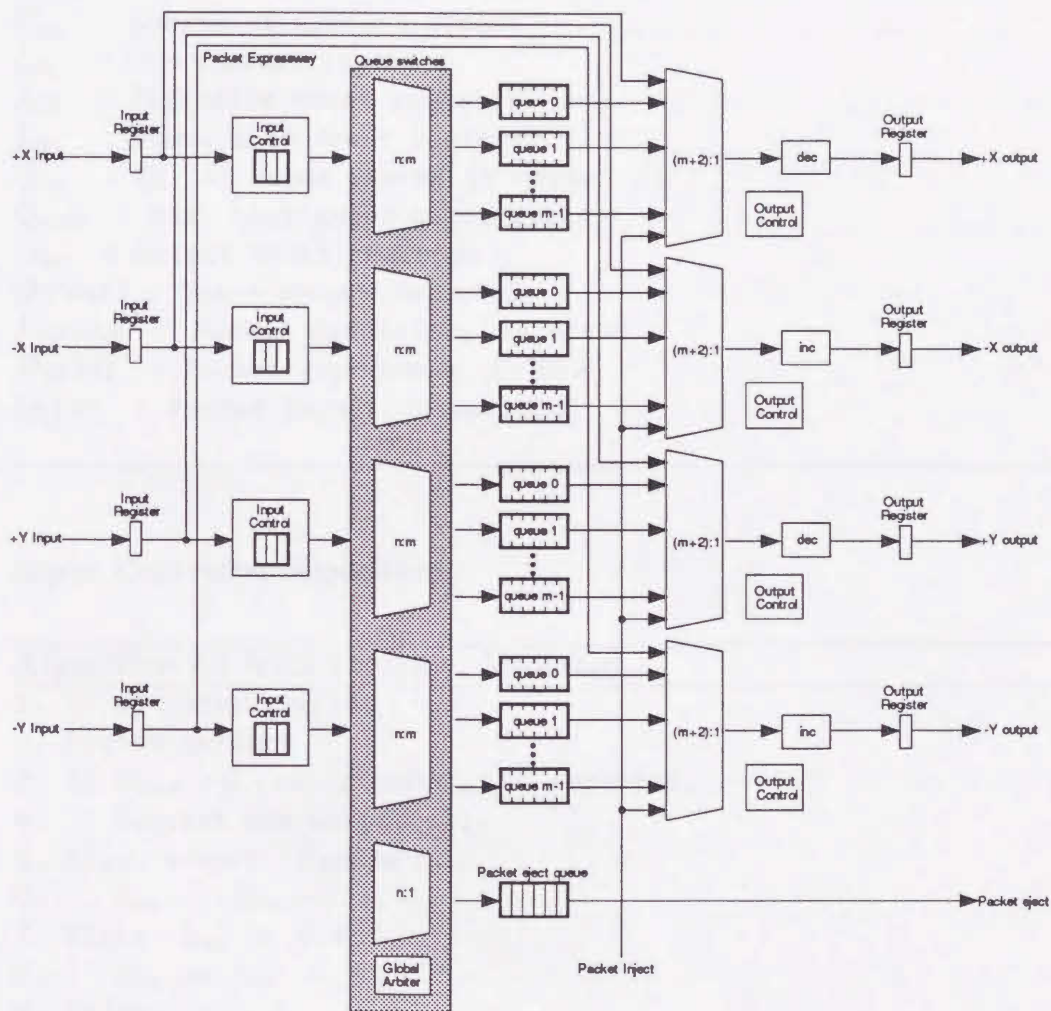 Packet Expressway
Queue switches
Input
Register
Input
Control
+X Input
n:m
queue 0
queue 1
queue m-1
(m+2):1
dec
Output
Control
Output
Register
+X output
Input
Register
Input
Control
-X Input
n:m
queue 0
queue 1
queue m-1
(m+2):1
inc
Output
Control
Output
Register
-X output
Input
Register
Input
Control
+Y Input
n:m
queue 0
queue 1
queue m-1
(m+2):1
dec
Output
Control
Output
Register
+Y output
Input
Register
Input
Control
-Y Input
n:m
queue 0
queue 1
queue m-1
(m+2):1
inc
Output
Control
Output
Register
-Y output
n:1
Packet eject queue
Packet eject
Global
Arbiter
Packet Inject